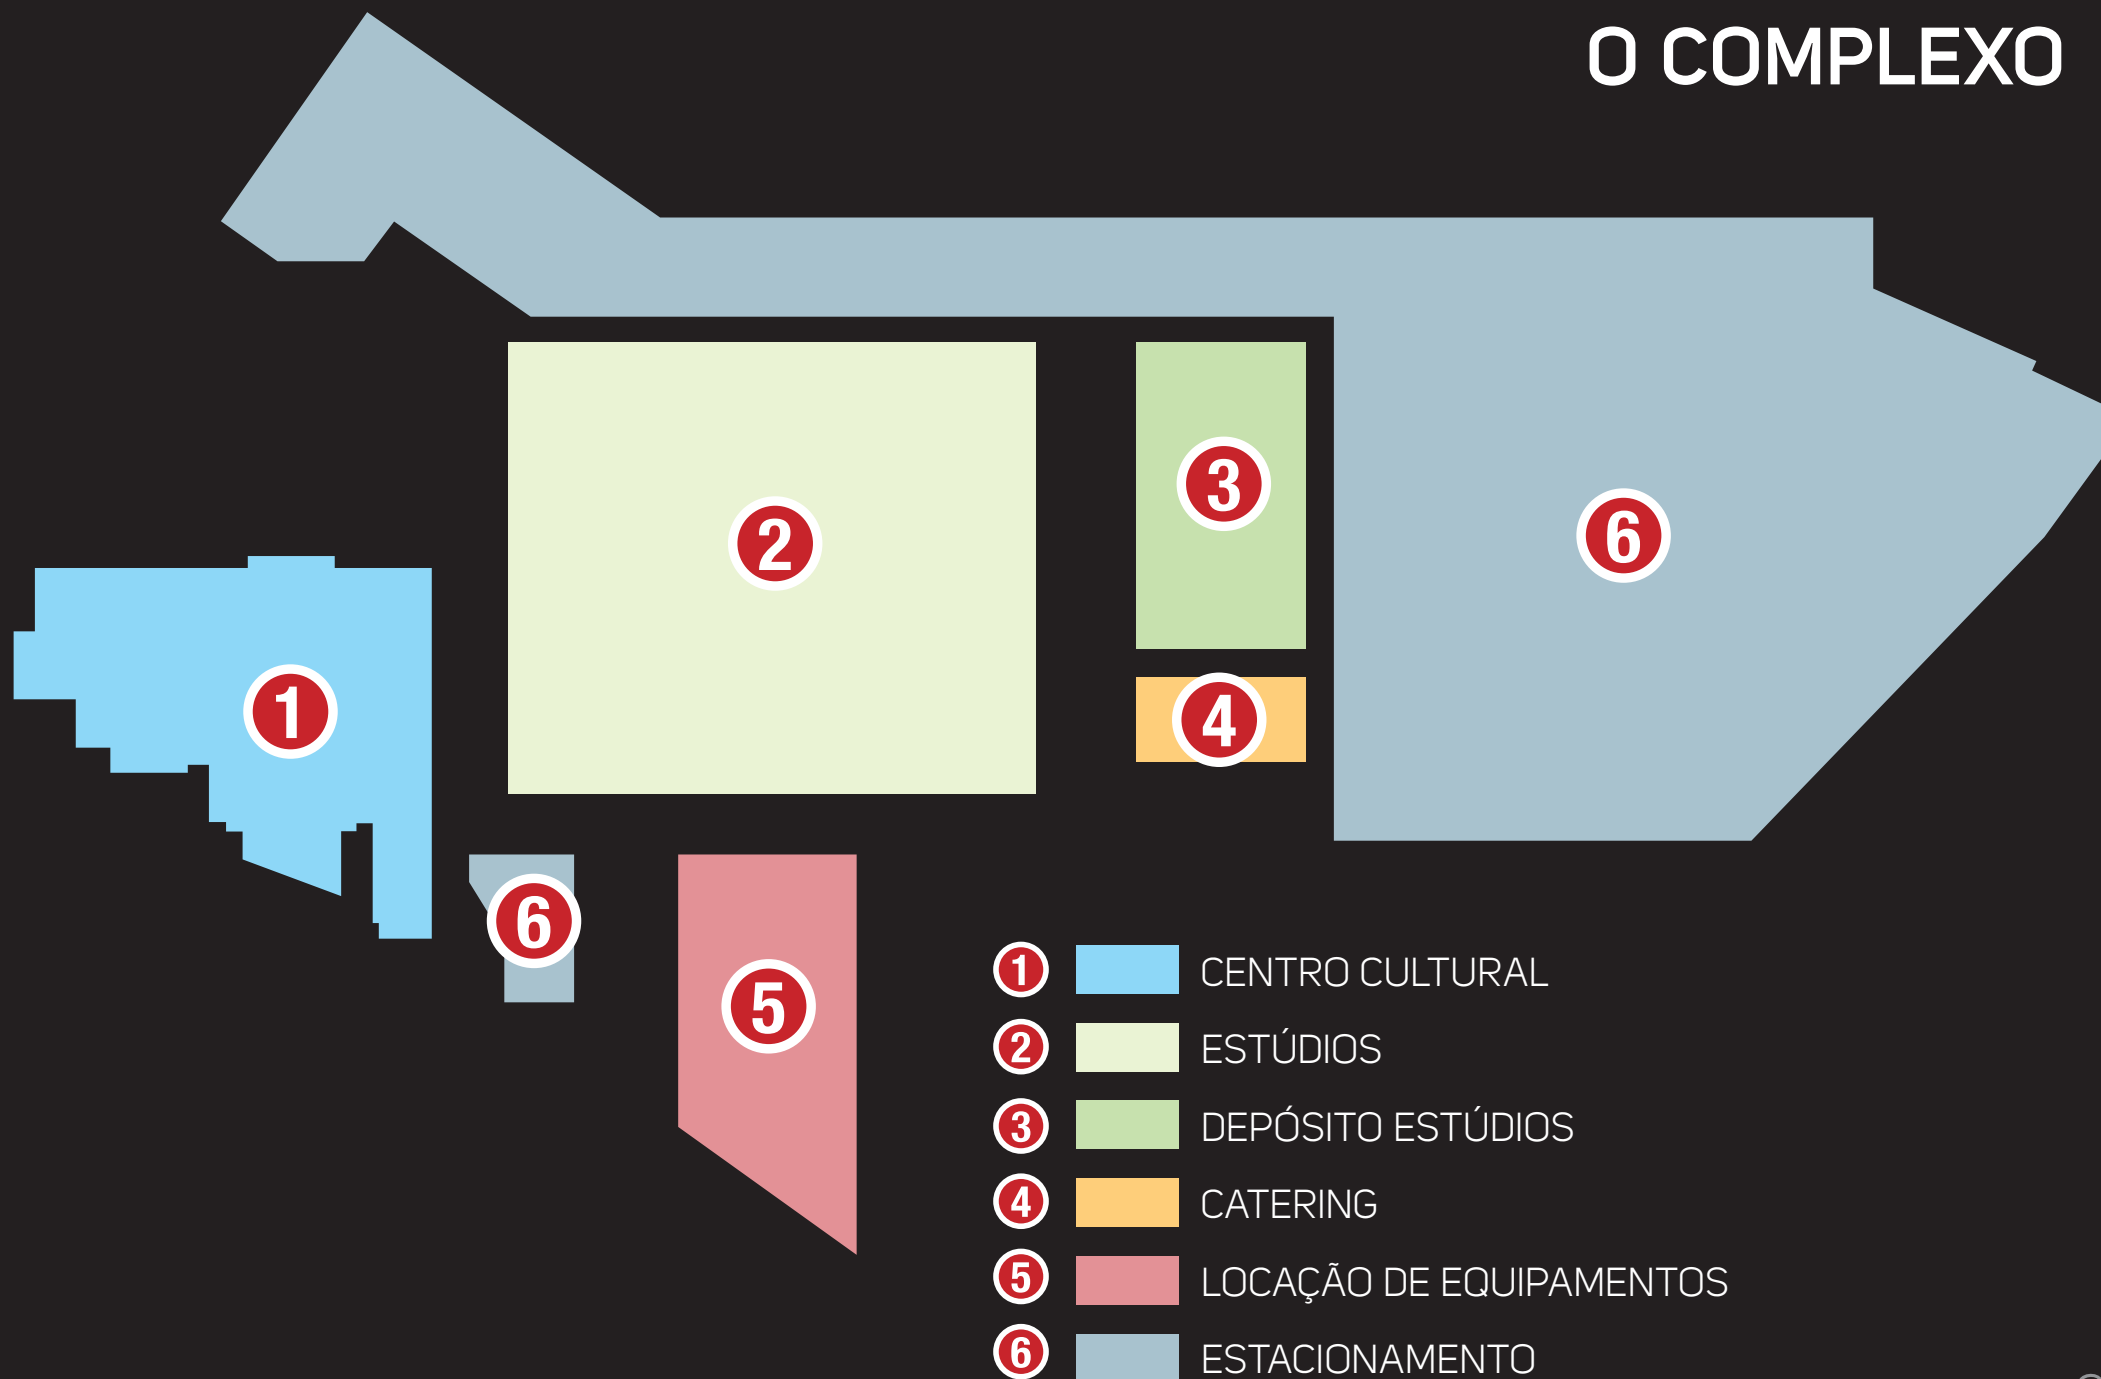 O COMPLEXO
3
2
6
1
4
6
5
1 CENTRO CULTURAL
2 ESTÚDIOS
3 DEPÓSITO ESTÚDIOS
4 CATERING
5 LOCAÇÃO DE EQUIPAMENTOS
6 ESTACIONAMENTO